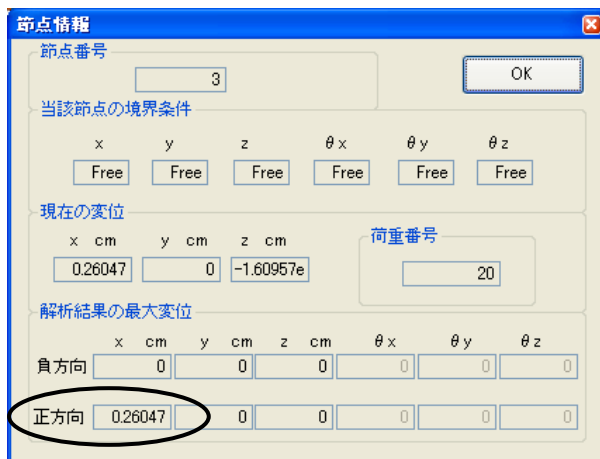 節点情報
節点番号
3
OK
当該節点の境界条件
x y z θx θy θz
Free Free Free Free Free Free
現在の変位
x cm y cm z cm
0.26047 0 -1.60957e
荷重番号
20
解析結果の最大変位
x cm y cm z cm θx θy θz
負方向 0 0 0 0 0 0
正方向 0.26047 0 0 0 0 0